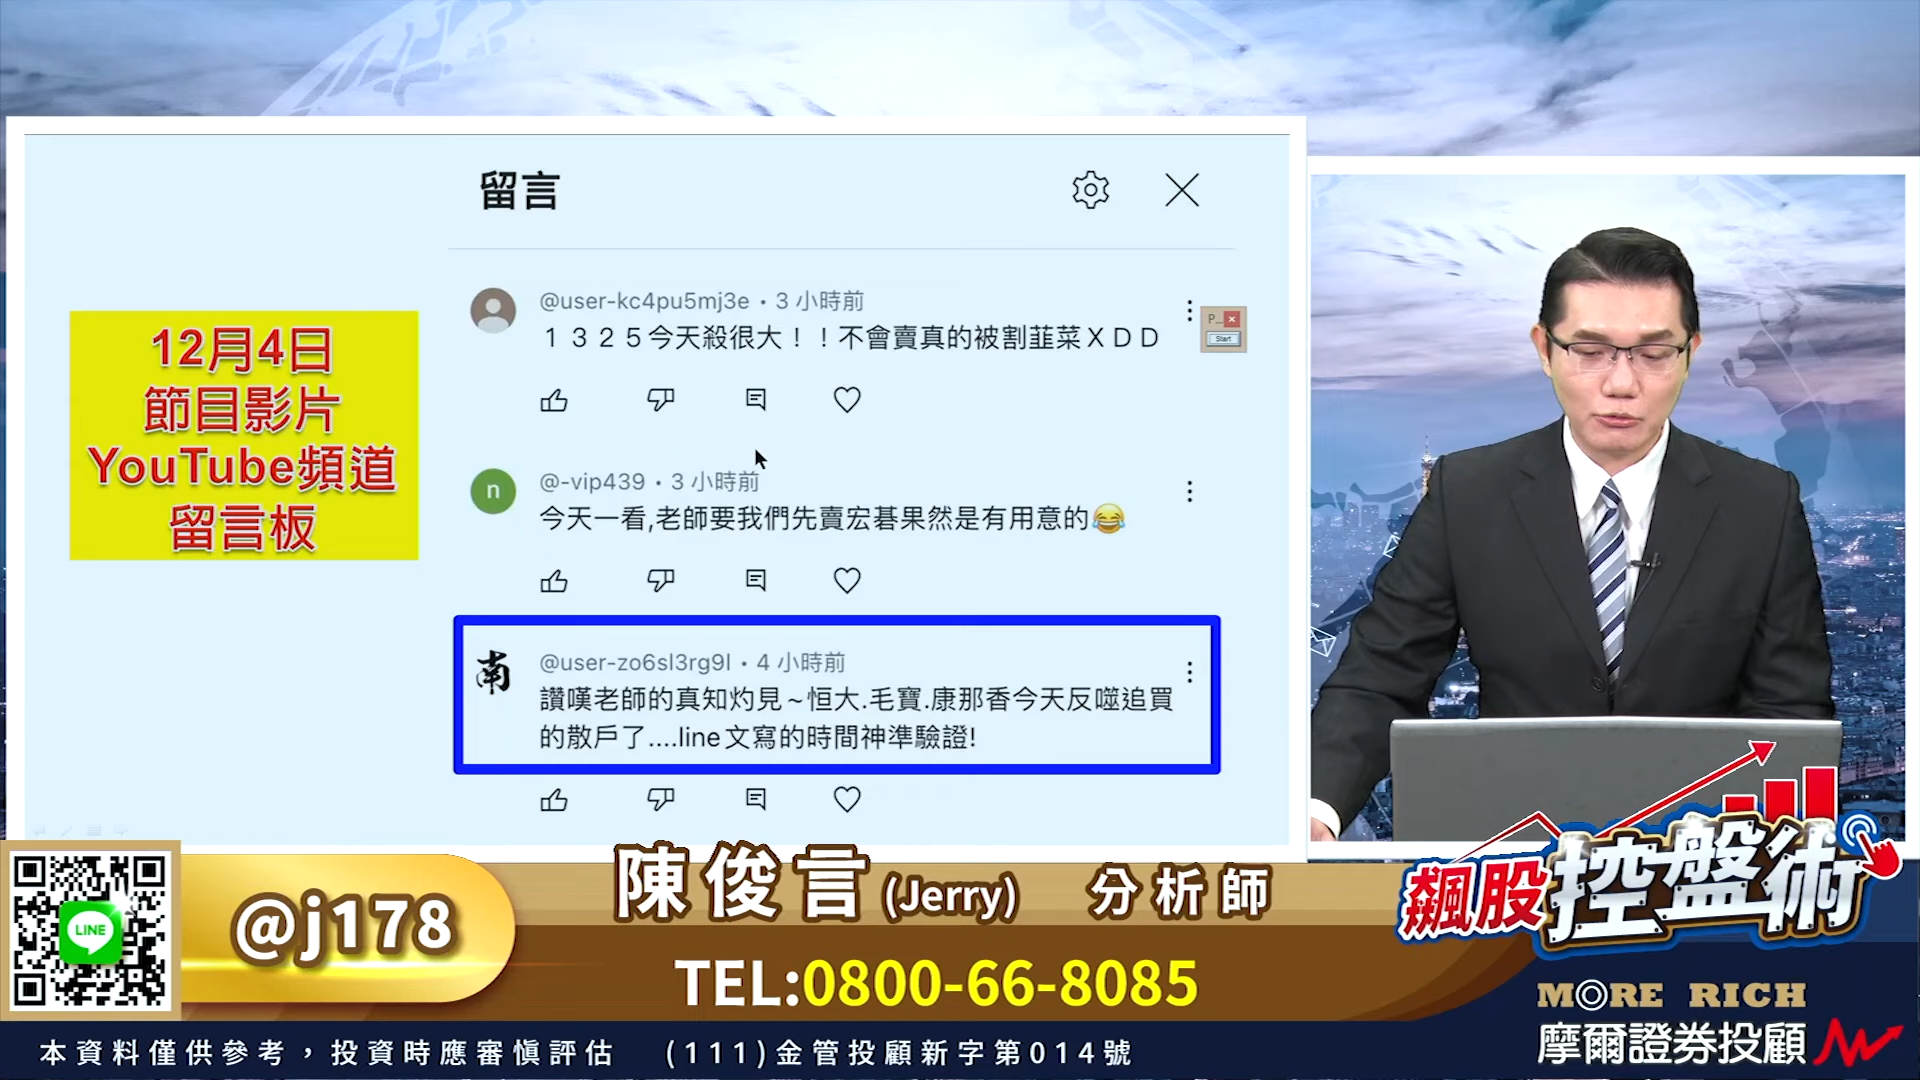 留言
12月4日
節目影片
YouTube頻道
留言板
@user-kc4pu5mj3e・3 小時前
１３２５今天殺很大！！不會賣真的被割韮菜ＸＤＤ
P...
Start
n
@-vip439・3 小時前
今天一看,老師要我們先賣宏碁果然是有用意的😂
南
@user-zo6sl3rg9l・4 小時前
讚嘆老師的真知灼見~恒大.毛寶.康那香今天反噬追買
的散戶了....line文寫的時間神準驗證!
LINE
@j178
陳俊言(Jerry) 分析師
TEL:0800-66-8085
飆股控盤術
MORE RICH
摩爾證券投顧
本資料僅供參考，投資時應審慎評估 (111)金管投顧新字第014號